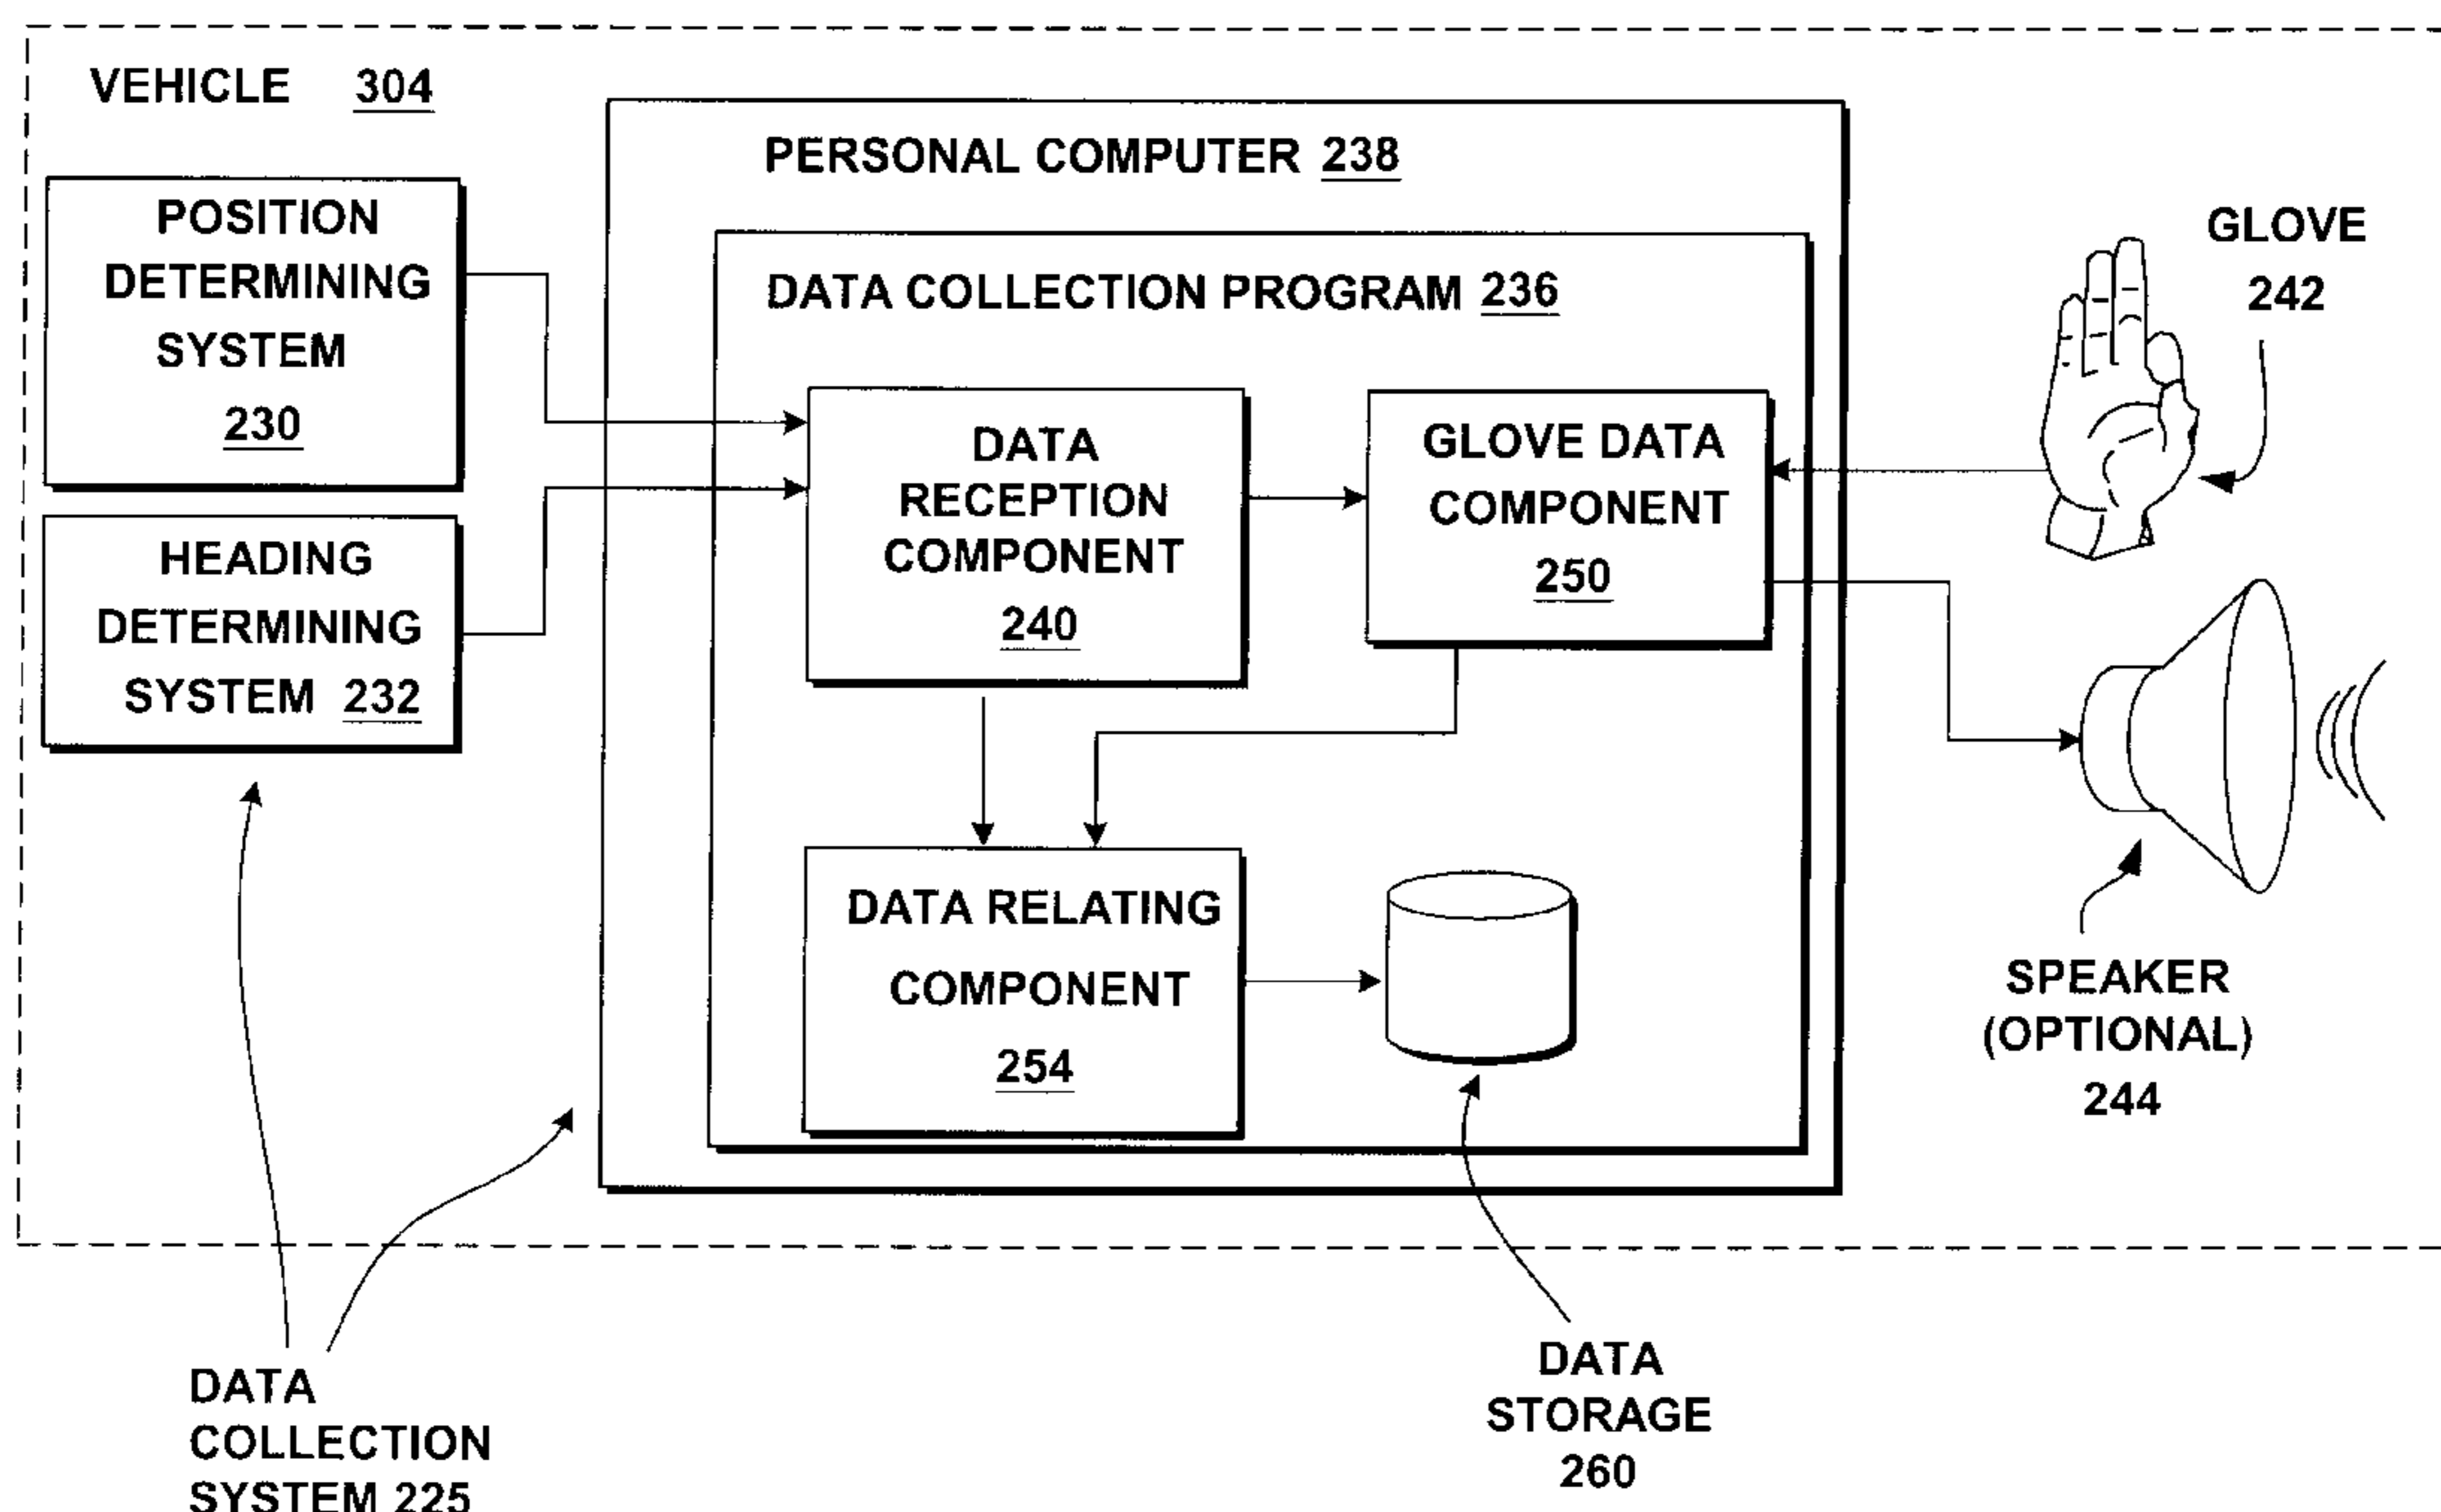 VEHICLE 304
PERSONAL COMPUTER 238
POSITION
DETERMINING
SYSTEM
230
HEADING
DETERMINING
SYSTEM 232
DATA COLLECTION PROGRAM 236
DATA
RECEPTION
COMPONENT
240
GLOVE DATA
COMPONENT
250
GLOVE
242
DATA RELATING
COMPONENT
254
SPEAKER
(OPTIONAL)
244
DATA
COLLECTION
SYSTEM 225
DATA
STORAGE
260